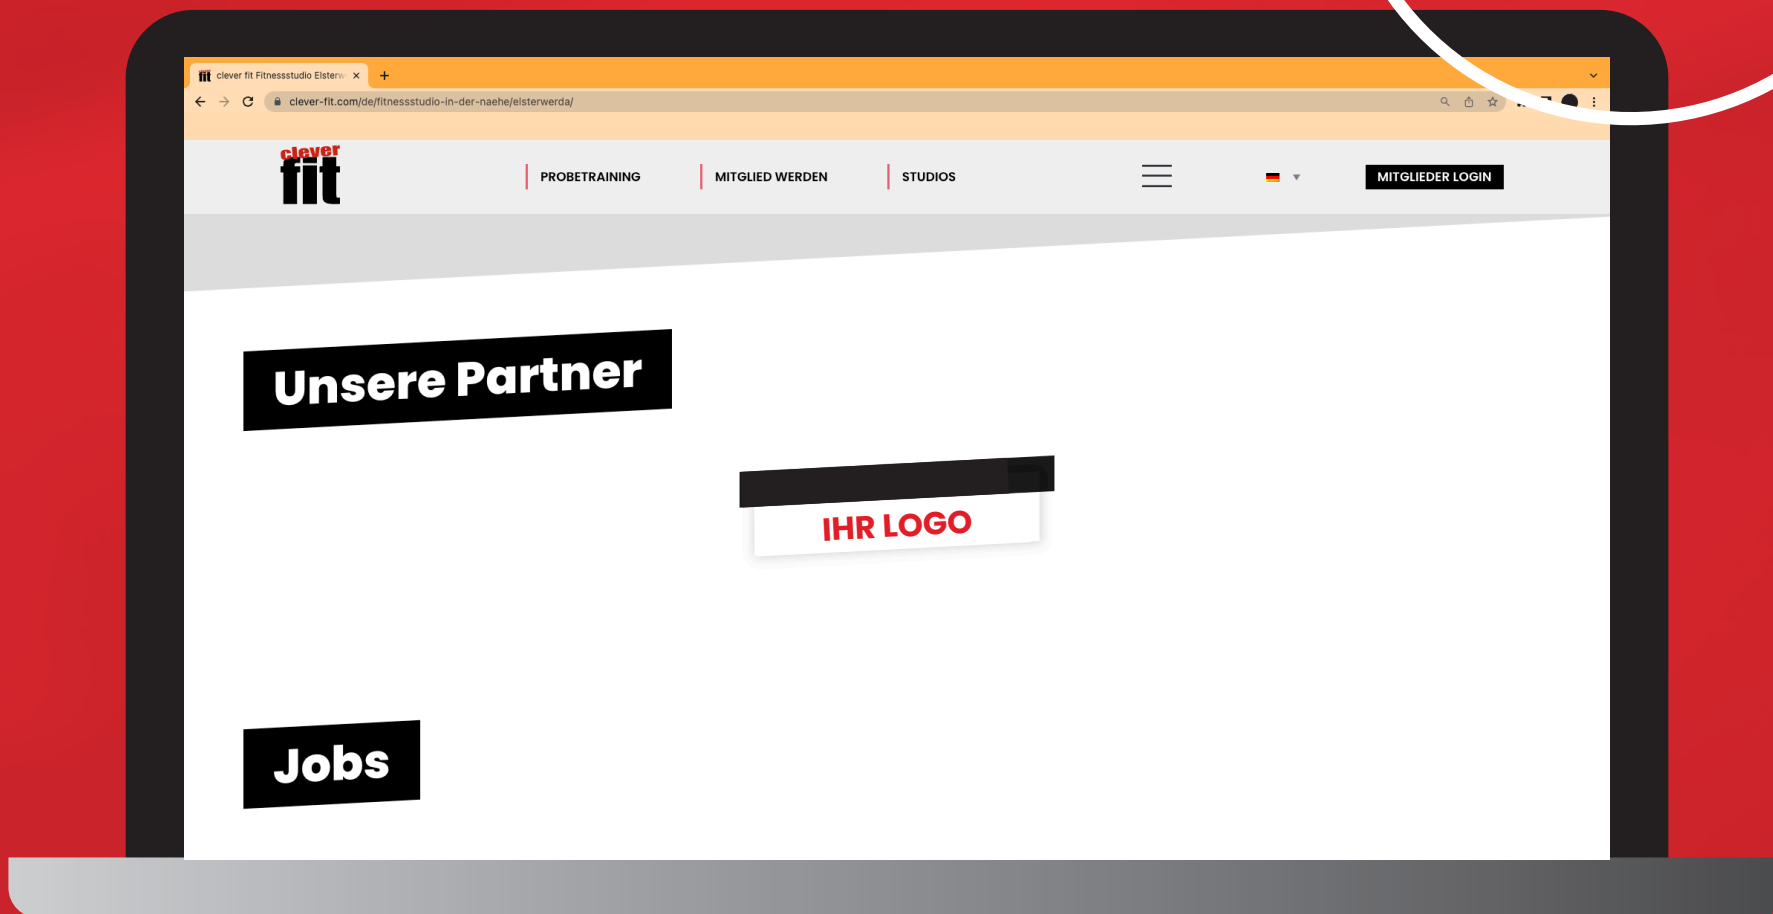 clever fit Fitnessstudio Elsterw
clever-fit.com/de/fitnessstudio-in-der-naehe/elsterwerda/
clever
fit
PROBETRAINING
MITGLIED WERDEN
STUDIOS
MITGLIEDER LOGIN
Unsere Partner
IHR LOGO
Jobs